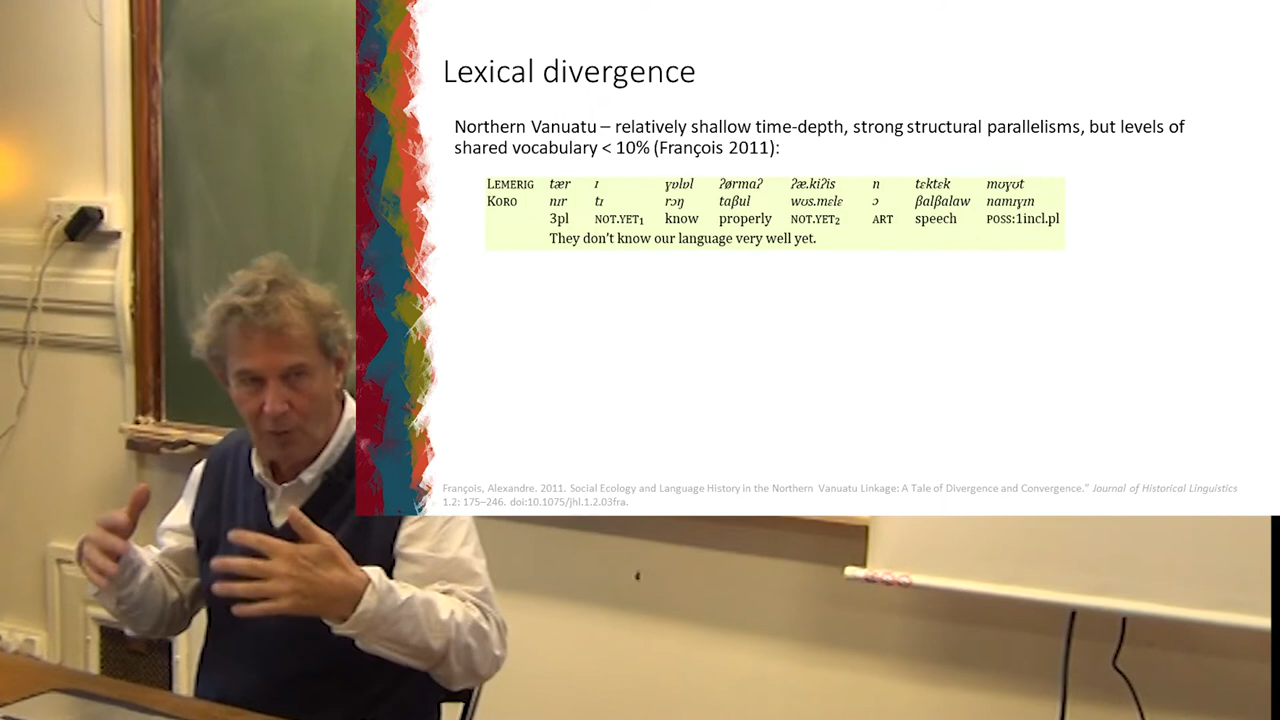 Lexical divergence
Northern Vanuatu – relatively shallow time-depth, strong structural parallelisms, but levels of
shared vocabulary < 10% (François 2011):
LEMERIG tær ɪ ɣʊlʊl ʔørmaʔ ʔæ.kiʔis n tɛktɛk mʊɣʊt
KORO nɪr tɪ rɔŋ taβul wʊs.mɛlɛ ɔ βalβalaw namɪɣɪn
3pl NOT.YET₁ know properly NOT.YET₂ ART speech POSS:1incl.pl
They don't know our language very well yet.
François, Alexandre. 2011. Social Ecology and Language History in the Northern Vanuatu Linkage: A Tale of Divergence and Convergence." Journal of Historical Linguistics
1.2: 175–246. doi:10.1075/jhl.1.2.03fra.